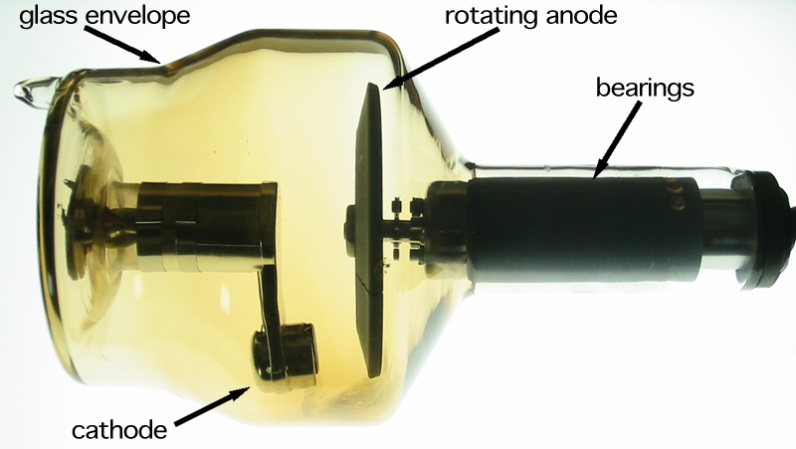 glass envelope
rotating anode
bearings
cathode